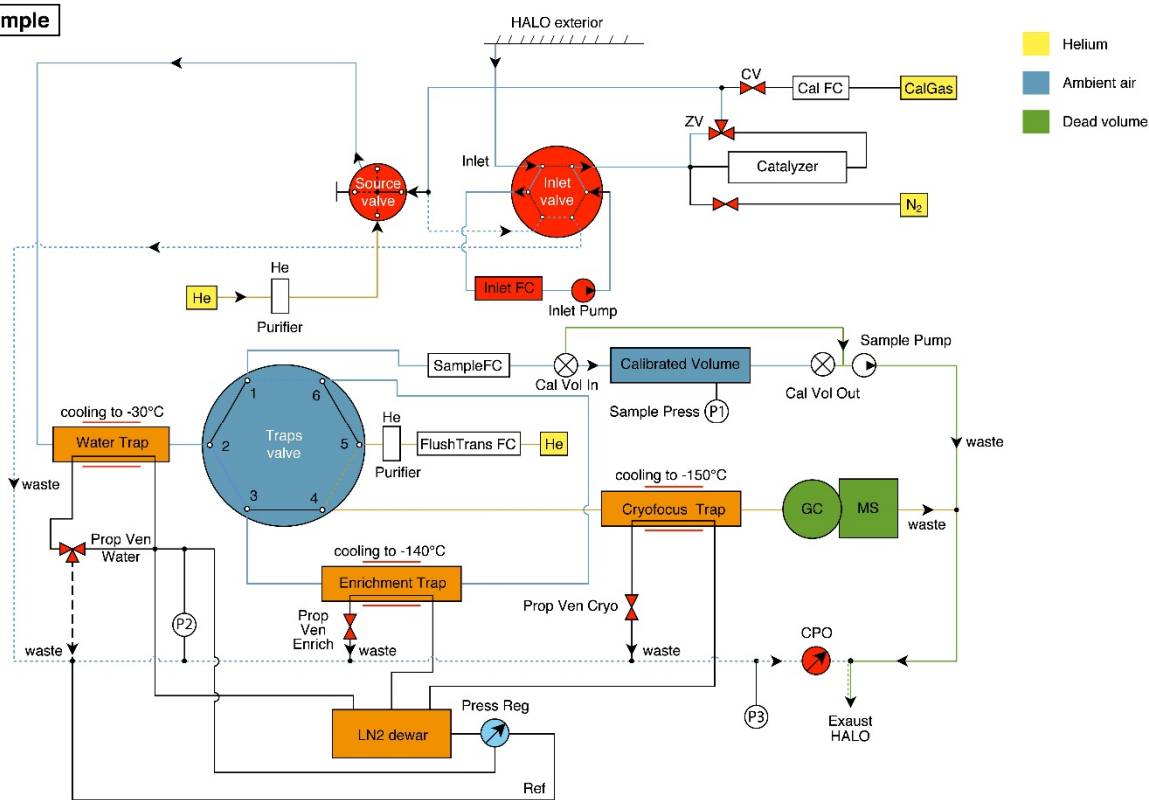 mple
HALO exterior
Helium
Ambient air
Dead volume
CV
Cal FC
CalGas
ZV
Catalyzer
N2
Inlet
Inlet
valve
Source
valve
He
He
Purifier
Inlet FC
Inlet Pump
SampleFC
Cal Vol In
Calibrated Volume
Sample Press
P1
Cal Vol Out
Sample Pump
waste
cooling to -30°C
Water Trap
1
2
3
4
5
6
Traps
valve
He
Purifier
FlushTrans FC
He
waste
cooling to -150°C
Cryofocus Trap
GC
MS
waste
Prop Ven
Water
cooling to -140°C
Enrichment Trap
Prop
Ven
Enrich
Prop Ven Cryo
P2
waste
waste
waste
CPO
P3
Exaust
HALO
LN2 dewar
Press Reg
Ref